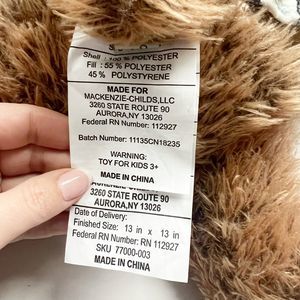 Shell : 100 % POLYESTER
Fill : 55 % POLYESTER
45 % POLYSTYRENE
MADE FOR:
MACKENZIE-CHILDS,LLC
3260 STATE ROUTE 90
AURORA,NY 13026
Federal RN Number: 112927
Batch Number: 11135CN18235
WARNING:
TOY FOR KIDS 3+
MADE IN CHINA
3260 STATE ROUTE 90
AURORA,NY 13026
Date of Delivery:
Finished Size: 13 in x 13 in
Federal RN Number: RN 112927
SKU 77000-003
MADE IN CHINA